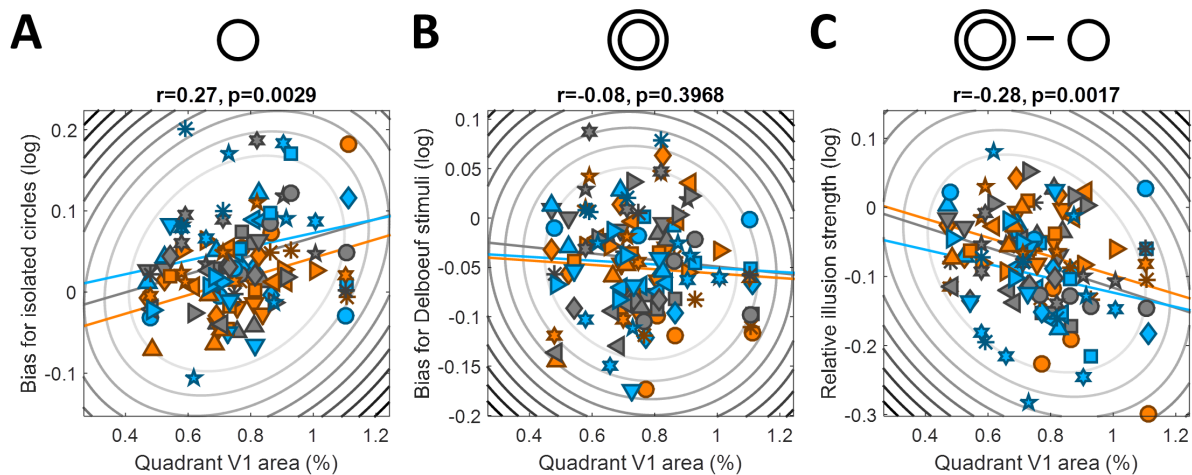 A
B
C
r=0.27, p=0.0029
r=-0.08, p=0.3968
r=-0.28, p=0.0017
Bias for isolated circles (log)
0.2
0.1
0
-0.1
0.4 0.6 0.8 1 1.2
Quadrant V1 area (%)
Bias for Delboeuf stimuli (log)
0.1
0.05
0
-0.05
-0.1
-0.15
-0.2
0.4 0.6 0.8 1 1.2
Quadrant V1 area (%)
Relative illusion strength (log)
0.1
0
-0.1
-0.2
-0.3
0.4 0.6 0.8 1 1.2
Quadrant V1 area (%)